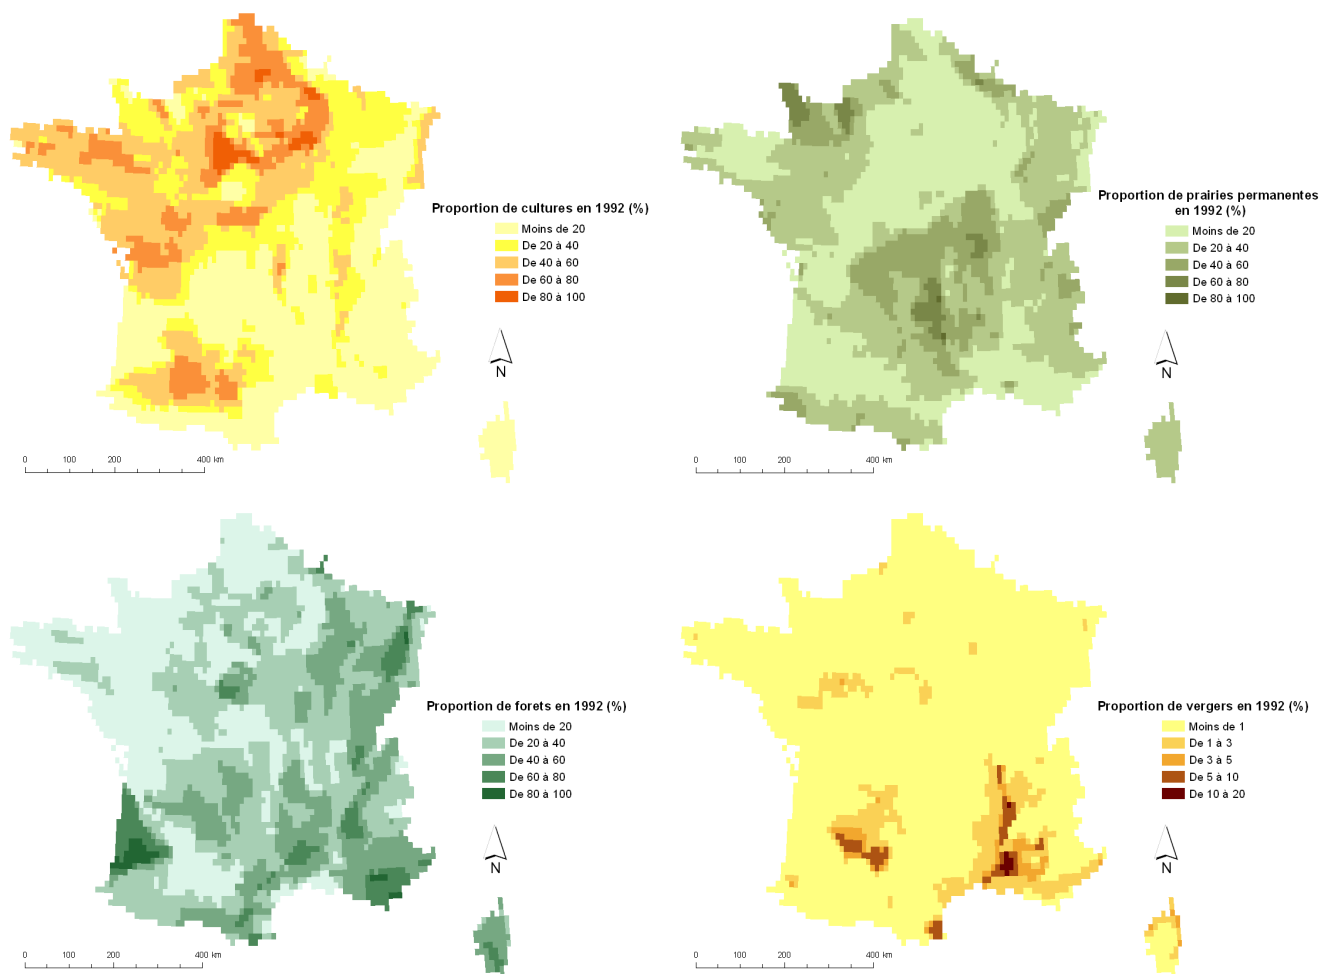 Proportion de cultures en 1992 (%)
Moins de 20
De 20 à 40
De 40 à 60
De 60 à 80
De 80 à 100
N
0 100 200 400 km
Proportion de prairies permanentes
en 1992 (%)
Moins de 20
De 20 à 40
De 40 à 60
De 60 à 80
De 80 à 100
N
0 100 200 400 km
Proportion de forets en 1992 (%)
Moins de 20
De 20 à 40
De 40 à 60
De 60 à 80
De 80 à 100
N
0 100 200 400 km
Proportion de vergers en 1992 (%)
Moins de 1
De 1 à 3
De 3 à 5
De 5 à 10
De 10 à 20
N
0 100 200 400 km